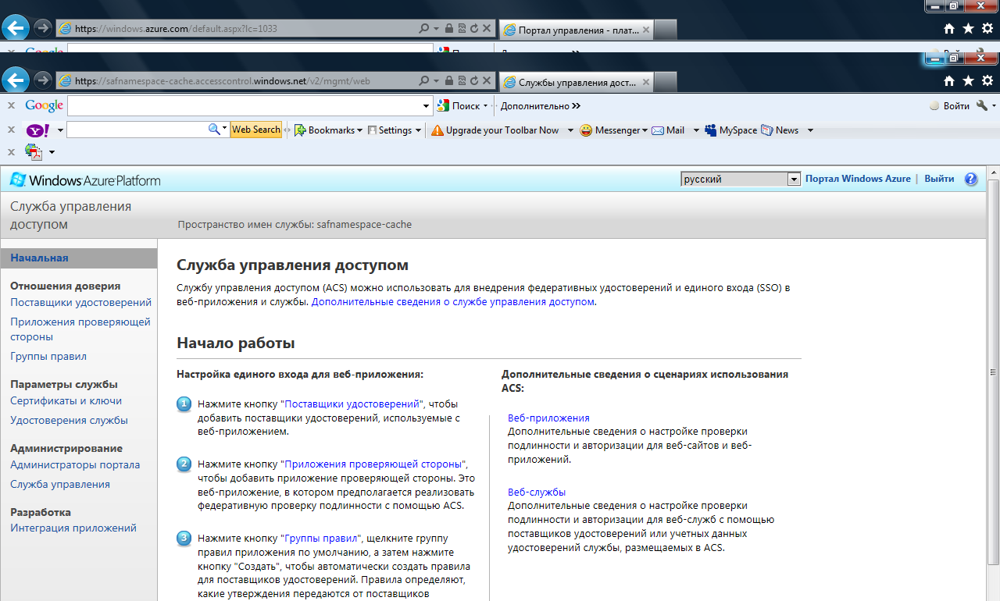 https://windows.azure.com/default.aspx?lc=1033
Портал управления - плат...
Google
https://safnamespace-cache.accesscontrol.windows.net/v2/mgmt/web
Службы управления дост...
x Google Поиск Дополнительно » Войти
x Y! Web Search Bookmarks Settings Upgrade your Toolbar Now Messenger Mail MySpace News
x
Windows Azure Platform
русский Портал Windows Azure | Выйти ?
Служба управления
доступом
Пространство имен службы: safnamespace-cache
Начальная
Отношения доверия
Поставщики удостоверений
Приложения проверяющей
стороны
Группы правил
Параметры службы
Сертификаты и ключи
Удостоверения службы
Администрирование
Администраторы портала
Служба управления
Разработка
Интеграция приложений
Служба управления доступом
Службу управления доступом (ACS) можно использовать для внедрения федеративных удостоверений и единого входа (SSO) в
веб-приложения и службы. Дополнительные сведения о службе управления доступом.
Начало работы
Настройка единого входа для веб-приложения:
1 Нажмите кнопку "Поставщики удостоверений", чтобы
добавить поставщики удостоверений, используемые с
веб-приложением.
2 Нажмите кнопку "Приложения проверяющей стороны",
чтобы добавить приложение проверяющей стороны. Это
веб-приложение, в котором предполагается реализовать
федеративную проверку подлинности с помощью ACS.
3 Нажмите кнопку "Группы правил", щелкните группу
правил приложения по умолчанию, а затем нажмите
кнопку "Создать", чтобы автоматически создать правила
для поставщиков удостоверений. Правила определяют,
какие утверждения передаются от поставщиков
Дополнительные сведения о сценариях использования
ACS:
Веб-приложения
Дополнительные сведения о настройке проверки
подлинности и авторизации для веб-сайтов и веб-
приложений.
Веб-службы
Дополнительные сведения о настройке проверки
подлинности и авторизации для веб-служб с помощью
поставщиков удостоверений или учетных данных
удостоверений службы, размещаемых в ACS.